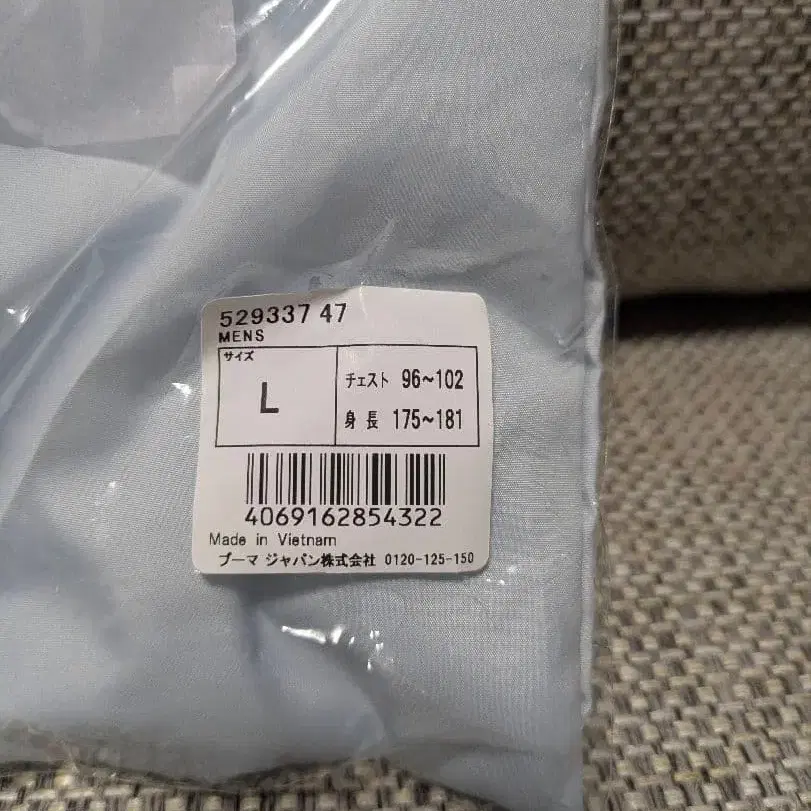 529337 47
MENS
サイズ
L
チェスト 96~102
身長 175~181
4069162854322
Made in Vietnam
プーマ ジャパン株式会社 0120-125-150